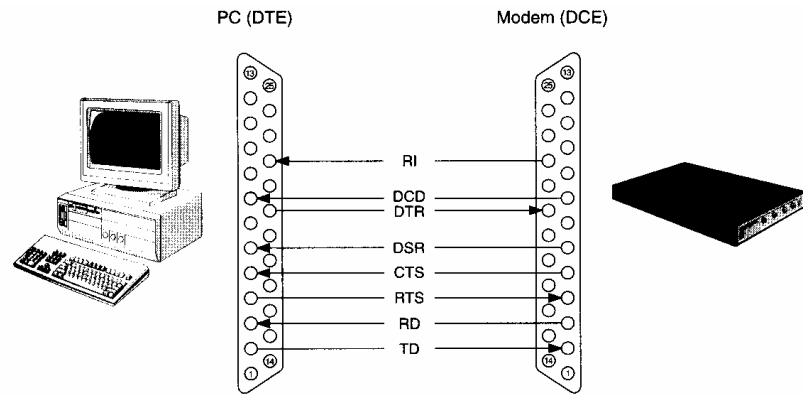 PC (DTE)
Modem (DCE)
13
25
13
25
RI
DCD
DTR
DSR
CTS
RTS
RD
TD
14
1
14
1